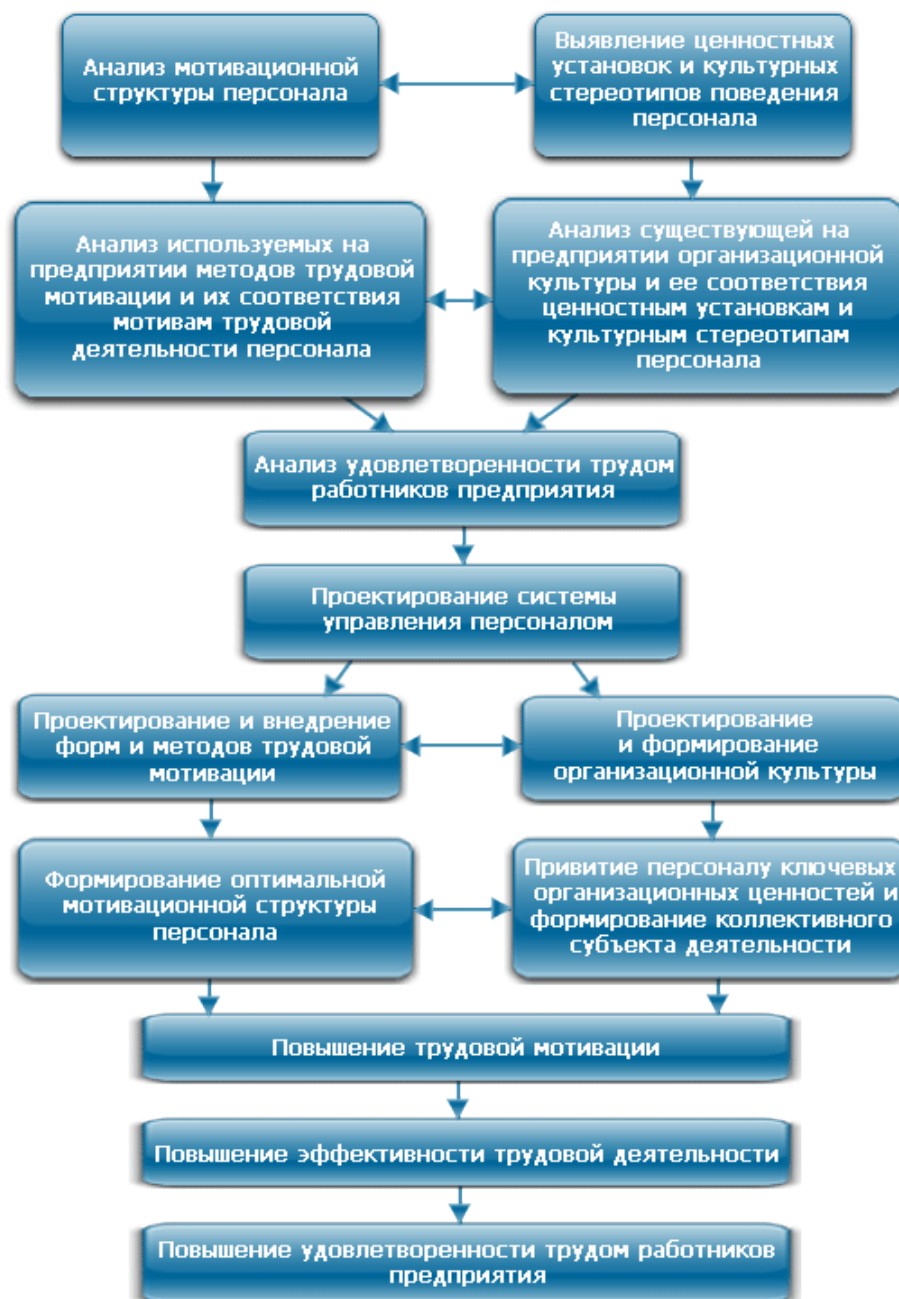 Анализ мотивационной
структуры персонала
Выявление ценностных
установок и культурных
стереотипов поведения
персонала
Анализ используемых на
предприятии методов трудовой
мотивации и их соответствия
мотивам трудовой
деятельности персонала
Анализ существующей на
предприятии организационной
культуры и ее соответствия
ценностным установкам и
культурным стереотипам
персонала
Анализ удовлетворенности трудом
работников предприятия
Проектирование системы
управления персоналом
Проектирование и внедрение
форм и методов трудовой
мотивации
Проектирование
и формирование
организационной культуры
Формирование оптимальной
мотивационной структуры
персонала
Привитие персоналу ключевых
организационных ценностей и
формирование коллективного
субъекта деятельности
Повышение трудовой мотивации
Повышение эффективности трудовой деятельности
Повышение удовлетворенности трудом работников
предприятия